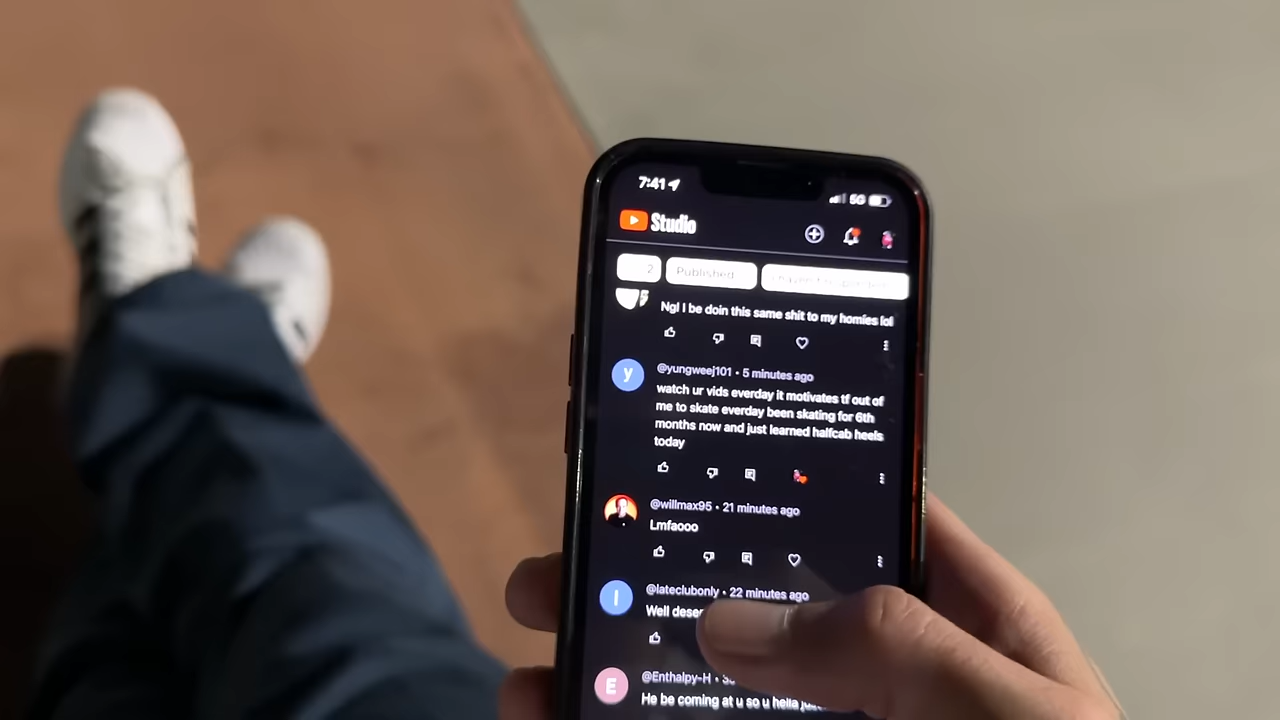 7:41
5G
Studio
2
Published
Ngl I be doin this same shit to my homies lol
y
@yungweej101 • 5 minutes ago
watch ur vids everday it motivates tf out of
me to skate everday been skating for 6th
months now and just learned halfcab heels
today
@willmax95 • 21 minutes ago
Lmfaooo
l
@lateclubonly • 22 minutes ago
Well
E
@Enthalpy-H •
He be coming at u so u hella